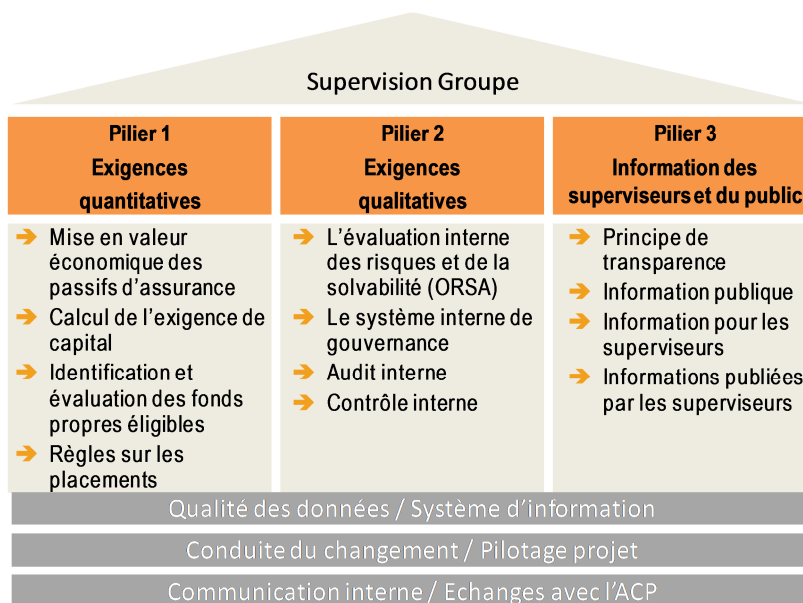 Supervision Groupe
Pilier 1
Exigences
quantitatives
➔ Mise en valeur
économique des
passifs d’assurance
➔ Calcul de l’exigence de
capital
➔ Identification et
évaluation des fonds
propres éligibles
➔ Règles sur les
placements
Pilier 2
Exigences
qualitatives
➔ L’évaluation interne
des risques et de la
solvabilité (ORSA)
➔ Le système interne de
gouvernance
➔ Audit interne
➔ Contrôle interne
Pilier 3
Information des
superviseurs et du public
➔ Principe de
transparence
➔ Information publique
➔ Information pour les
superviseurs
➔ Informations publiées
par les superviseurs
Qualité des données / Système d’information
Conduite du changement / Pilotage projet
Communication interne / Echanges avec l’ACP